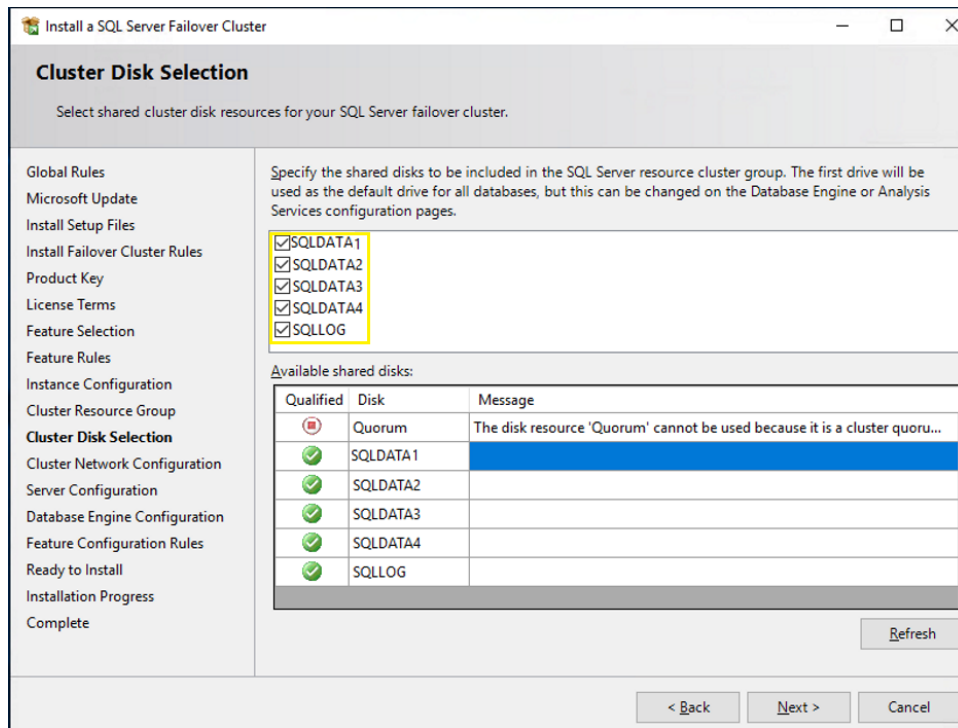 Install a SQL Server Failover Cluster
Cluster Disk Selection
Select shared cluster disk resources for your SQL Server failover cluster.
Global Rules
Microsoft Update
Install Setup Files
Install Failover Cluster Rules
Product Key
License Terms
Feature Selection
Feature Rules
Instance Configuration
Cluster Resource Group
Cluster Disk Selection
Cluster Network Configuration
Server Configuration
Database Engine Configuration
Feature Configuration Rules
Ready to Install
Installation Progress
Complete
Specify the shared disks to be included in the SQL Server resource cluster group. The first drive will be
used as the default drive for all databases, but this can be changed on the Database Engine or Analysis
Services configuration pages.
SQLDATA1
SQLDATA2
SQLDATA3
SQLDATA4
SQLLOG
Available shared disks:
Qualified Disk Message
Quorum The disk resource 'Quorum' cannot be used because it is a cluster quoru...
SQLDATA1
SQLDATA2
SQLDATA3
SQLDATA4
SQLLOG
Refresh
< Back Next > Cancel